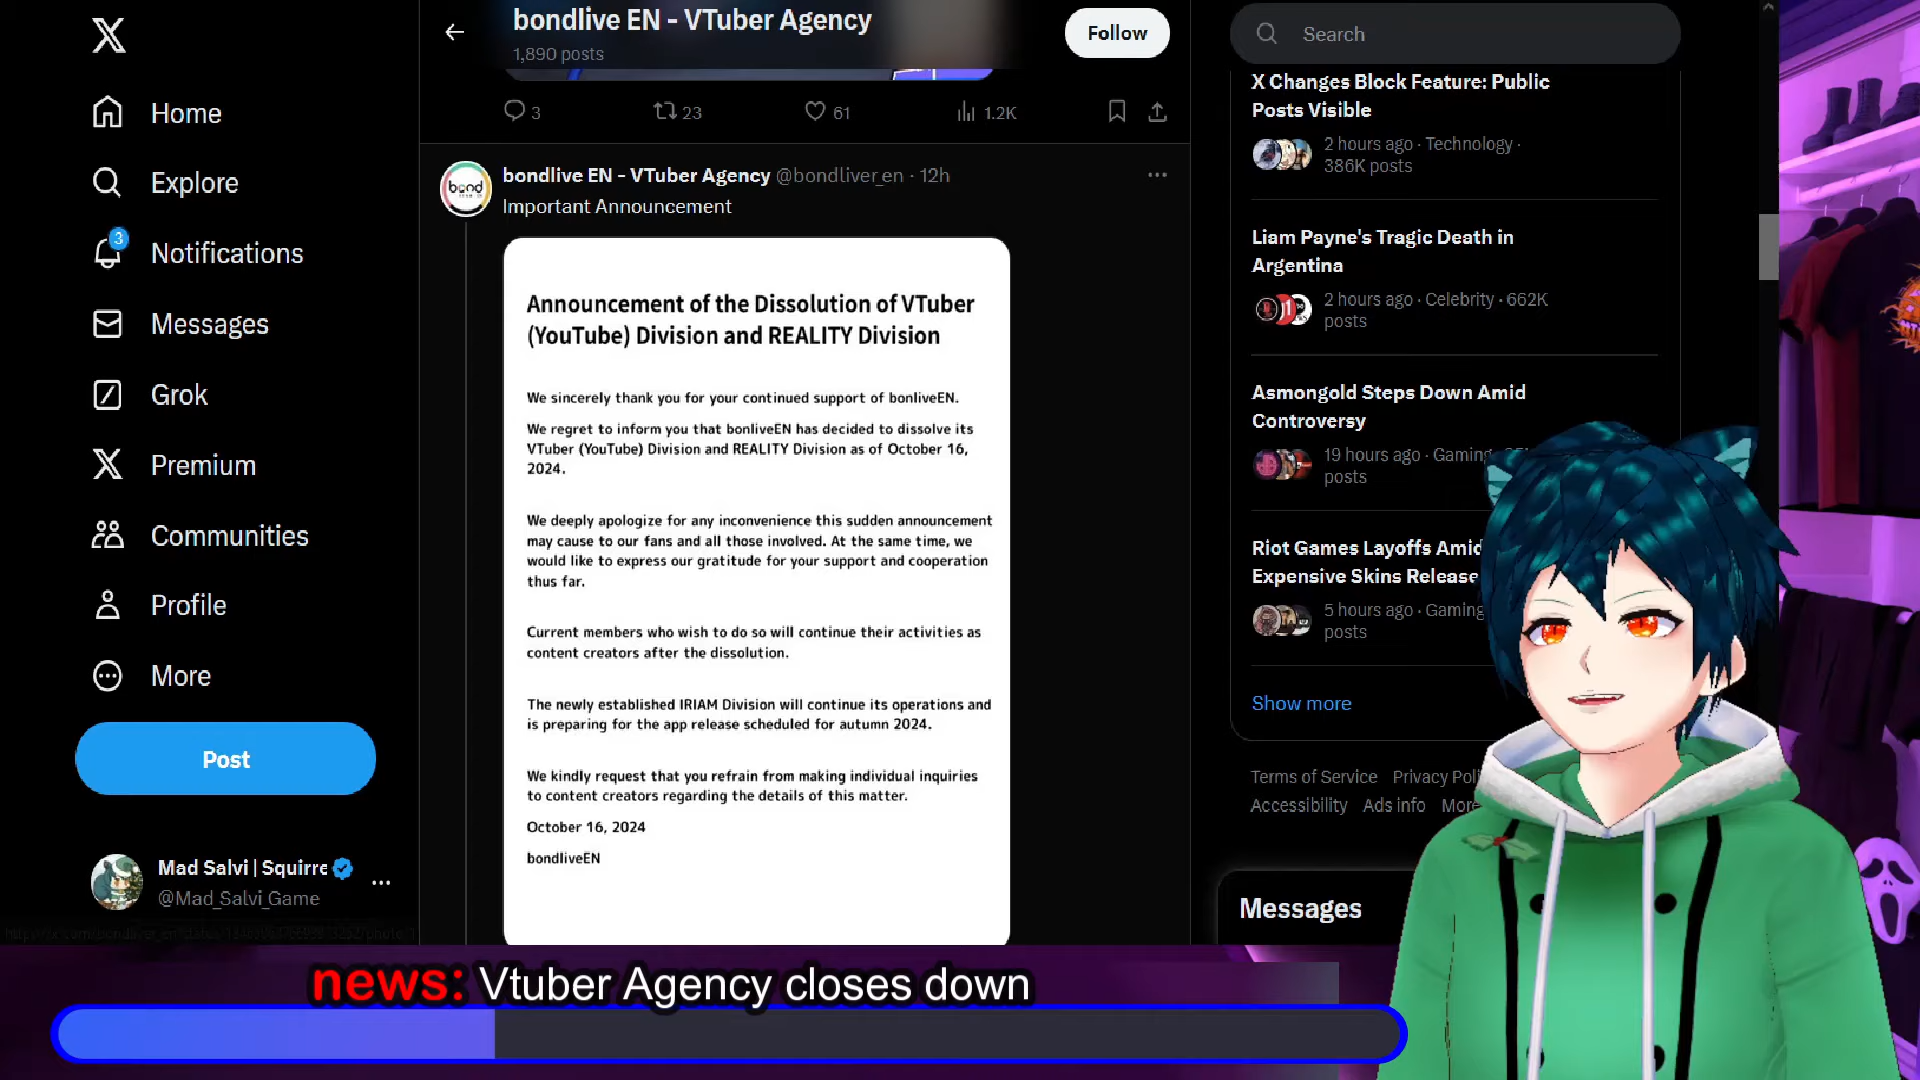 bondlive EN - VTuber Agency
1,890 posts
Follow
Search
Home
Explore
3
Notifications
Messages
Grok
Premium
Communities
Profile
More
Post
Mad Salvi | Squirre
@Mad_Salvi_Game
3
23
61
1.2K
bond
bondlive EN - VTuber Agency @bondliver_en · 12h
Important Announcement
Announcement of the Dissolution of VTuber
(YouTube) Division and REALITY Division
We sincerely thank you for your continued support of bonliveEN.
We regret to inform you that bonliveEN has decided to dissolve its
VTuber (YouTube) Division and REALITY Division as of October 16,
2024.
We deeply apologize for any inconvenience this sudden announcement
may cause to our fans and all those involved. At the same time, we
would like to express our gratitude for your support and cooperation
thus far.
Current members who wish to do so will continue their activities as
content creators after the dissolution.
The newly established IRIAM Division will continue its operations and
is preparing for the app release scheduled for autumn 2024.
We kindly request that you refrain from making individual inquiries
to content creators regarding the details of this matter.
October 16, 2024
bondliveEN
X Changes Block Feature: Public
Posts Visible
2 hours ago · Technology ·
386K posts
Liam Payne's Tragic Death in
Argentina
2 hours ago · Celebrity · 662K
posts
Asmongold Steps Down Amid
Controversy
19 hours ago · Gaming
posts
Riot Games Layoffs Amid
Expensive Skins Release
5 hours ago · Gaming
posts
Show more
Terms of Service Privacy
Accessibility Ads info More
Messages
news: Vtuber Agency closes down